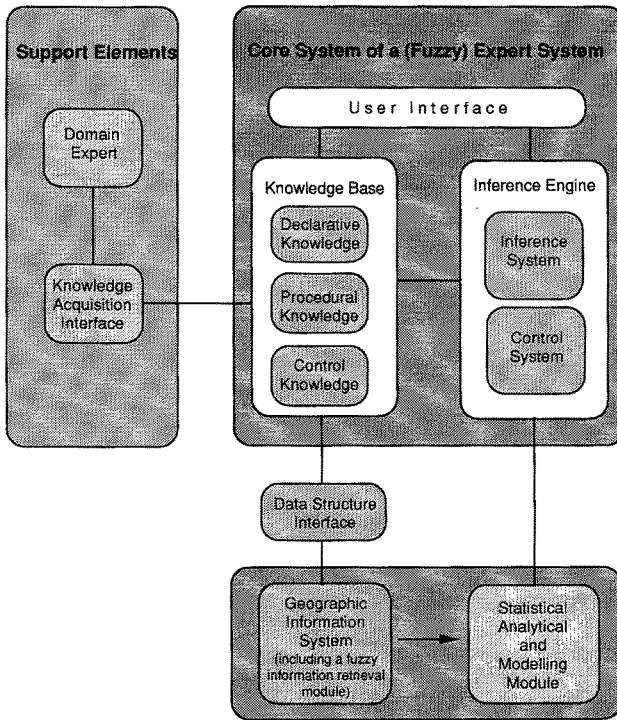 Support Elements
Core System of a (Fuzzy) Expert System
User Interface
Domain
Expert
Knowledge
Acquisition
Interface
Knowledge Base
Declarative
Knowledge
Procedural
Knowledge
Control
Knowledge
Inference Engine
Inference
System
Control
System
Data Structure
Interface
Geographic
Information
System
(including a fuzzy
information retrieval
module)
Statistical
Analytical
and
Modelling
Module